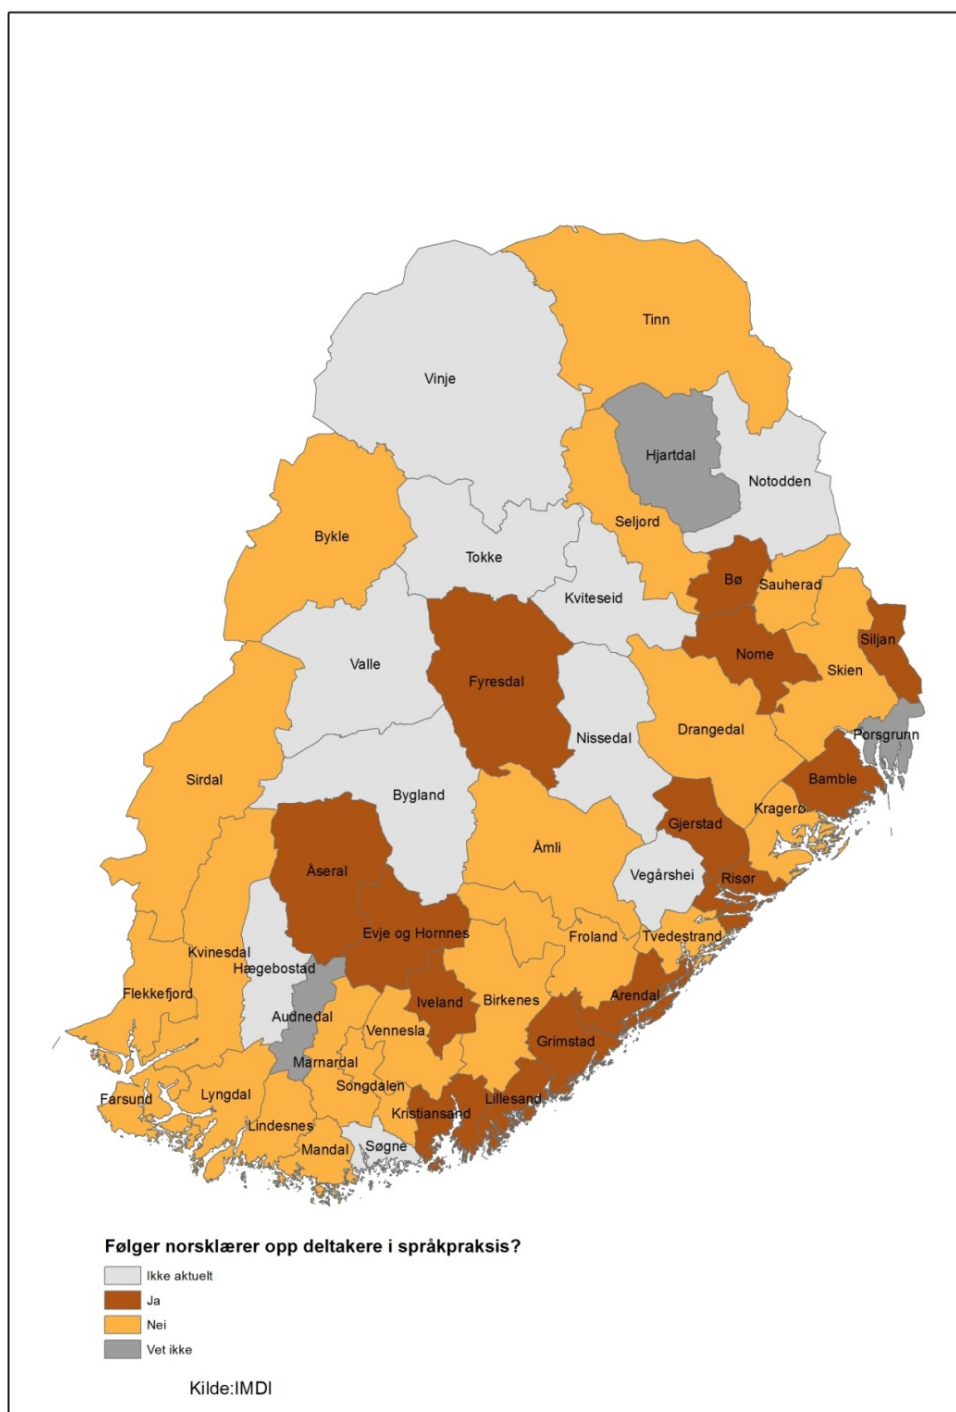 Tinn
Vinje
Hjartdal
Notodden
Seljord
Bykle
Tokke
Bø
Sauherad
Kviteseid
Siljan
Nome
Valle
Skien
Fyresdal
Drangedal
Porsgrunn
Nissedal
Sirdal
Bamble
Bygland
Kragerø
Gjerstad
Åmli
Åseral
Vegårshei
Risør
Evje og Hornnes
Tvedestrand
Froland
Kvinesdal
Hægebostad
Flekkefjord
Arendal
Iveland
Birkenes
Audnedal
Vennesla
Grimstad
Marnardal
Songdalen
Lyngdal
Farsund
Lillesand
Kristiansand
Lindesnes
Søgne
Mandal
Følger norsklærer opp deltakere i språkpraksis?
Ikke aktuelt
Ja
Nei
Vet ikke
Kilde:IMDI